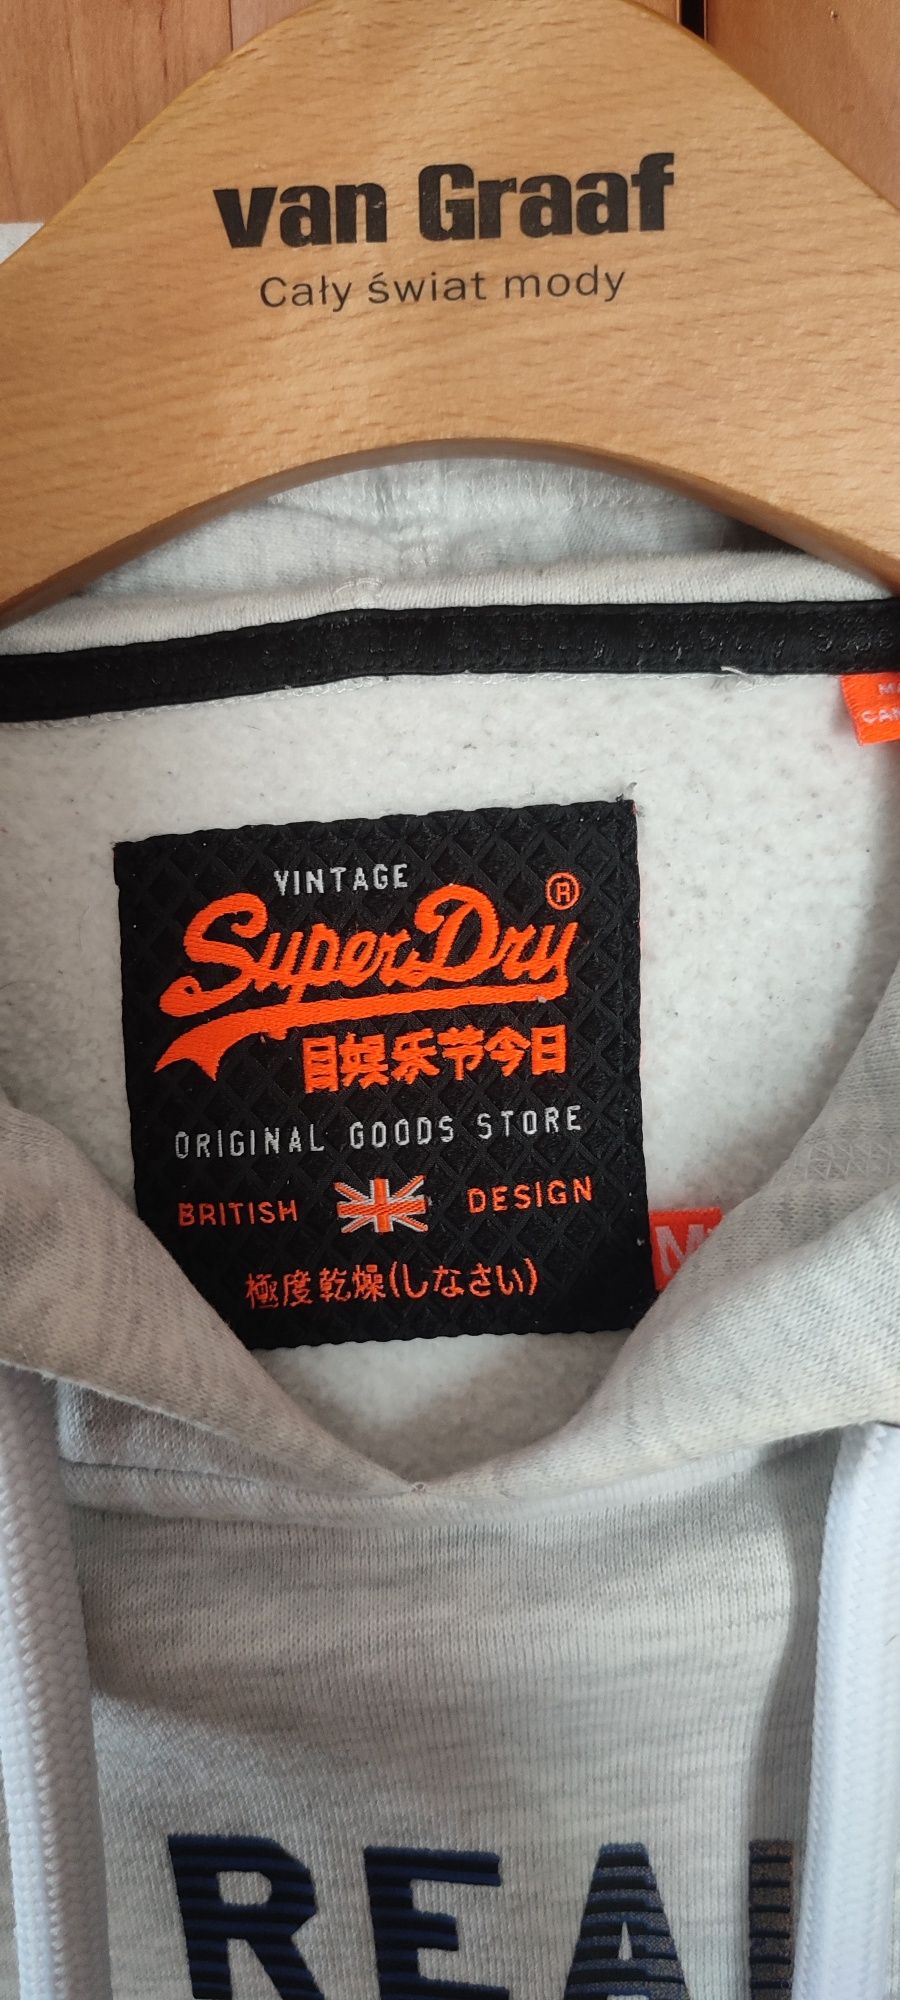 van Graaf
Cały świat mody
VINTAGE
SuperDry®
目娱乐节今日
ORIGINAL GOODS STORE
BRITISH DESIGN
極度乾燥(しなさい)
M
REAL